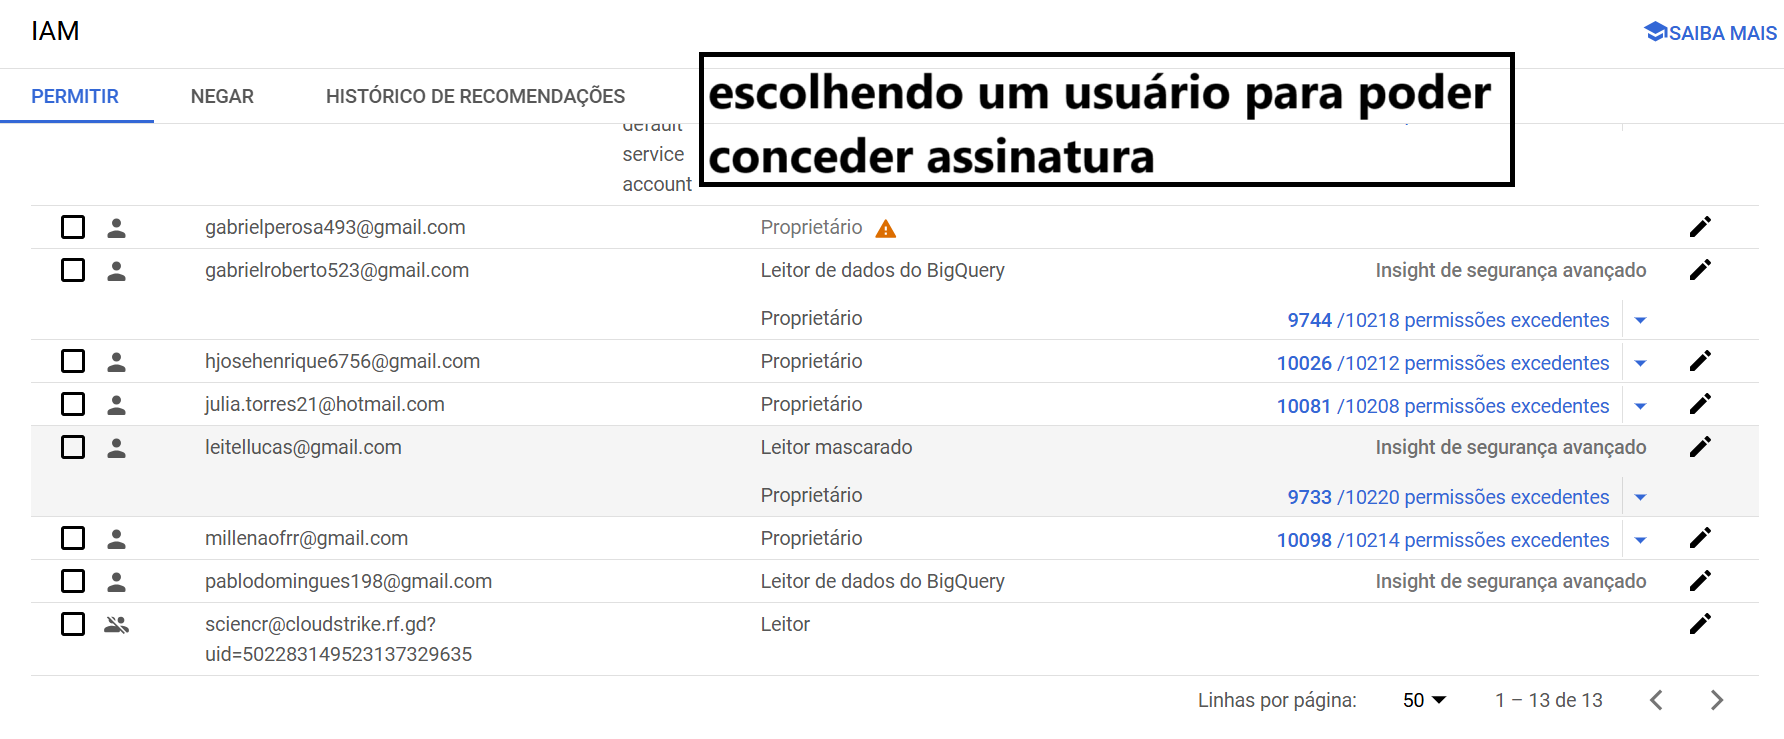 IAM
SAIBA MAIS
PERMITIR NEGAR HISTÓRICO DE RECOMENDAÇÕES
escolhendo um usuário para poder
conceder assinatura
default
service
account
gabrielperosa493@gmail.com Proprietário
gabrielroberto523@gmail.com Leitor de dados do BigQuery Insight de segurança avançado
Proprietário 9744 /10218 permissões excedentes
hjosehenrique6756@gmail.com Proprietário 10026 /10212 permissões excedentes
julia.torres21@hotmail.com Proprietário 10081 /10208 permissões excedentes
leitellucas@gmail.com Leitor mascarado Insight de segurança avançado
Proprietário 9733 /10220 permissões excedentes
millenaofrr@gmail.com Proprietário 10098 /10214 permissões excedentes
pablodomingues198@gmail.com Leitor de dados do BigQuery Insight de segurança avançado
sciencr@cloudstrike.rf.gd? Leitor
uid=502283149523137329635
Linhas por página: 50 1 – 13 de 13